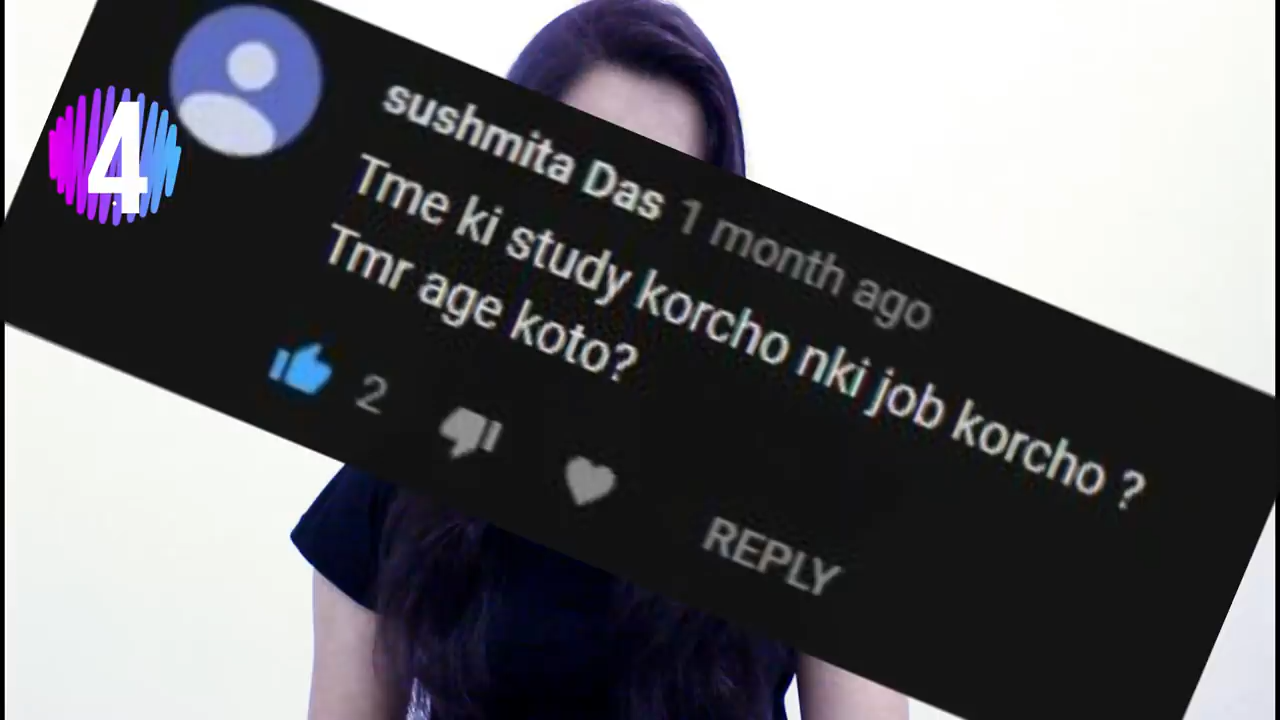 4
sushmita Das 1 month ago
Tme ki study korcho nki job korcho ?
Tmr age koto?
2
REPLY